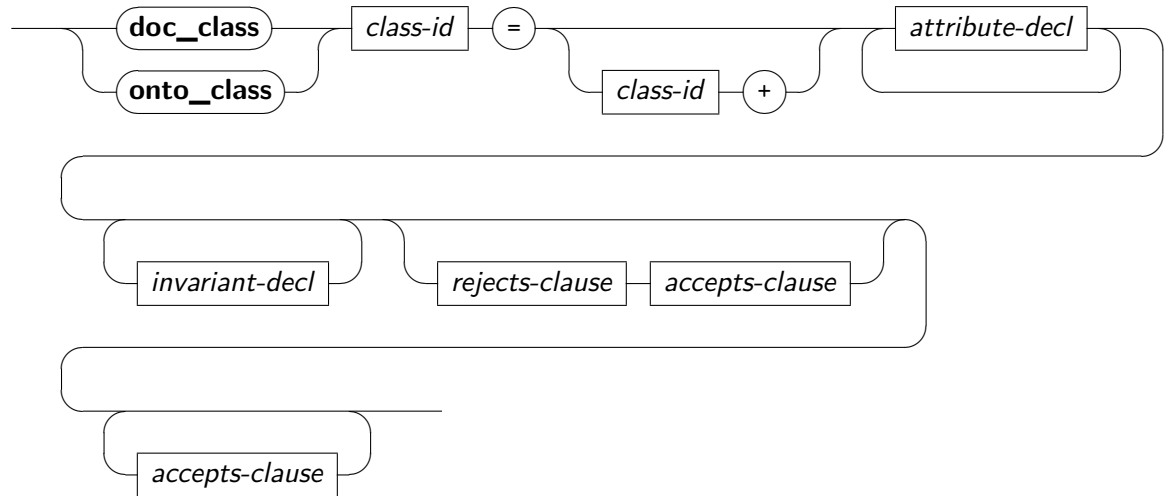 doc_class class-id = attribute-decl
onto_class class-id +
invariant-decl rejects-clause accepts-clause
accepts-clause